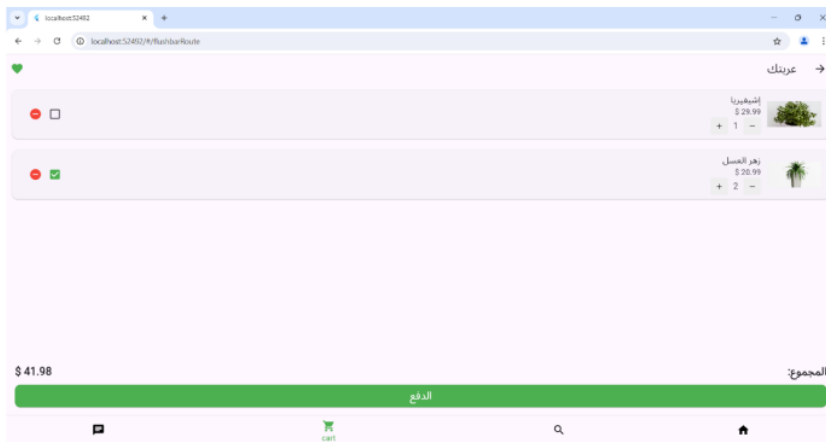 localhost:52492
localhost:52492/#/flushbarRoute
عربتك
إشيفيريا
$ 29.99
+ 1 −
زهر العسل
$ 20.99
+ 2 −
المجموع:
$ 41.98
الدفع
cart